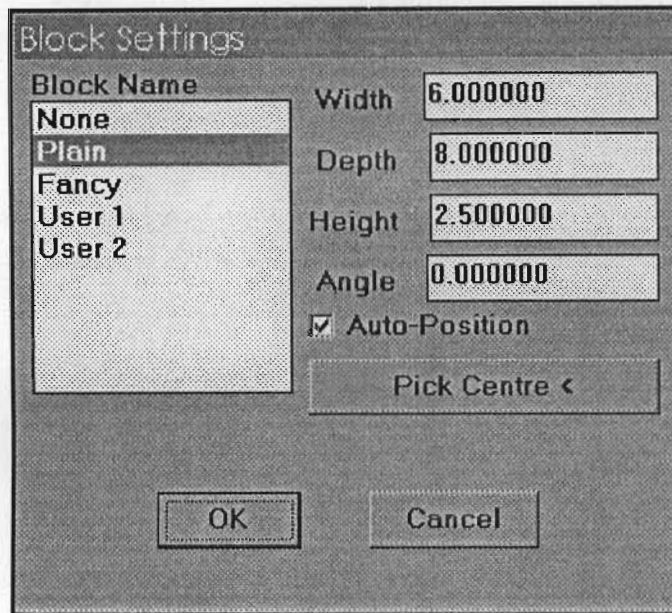 Block Settings
Block Name
None
Plain
Fancy
User 1
User 2
Width 6.000000
Depth 8.000000
Height 2.500000
Angle 0.000000
Auto-Position
Pick Centre <
OK
Cancel